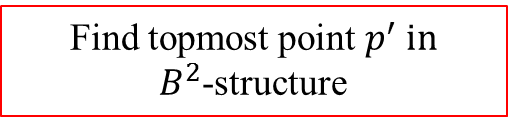 Find topmost point p′ in
B²-structure